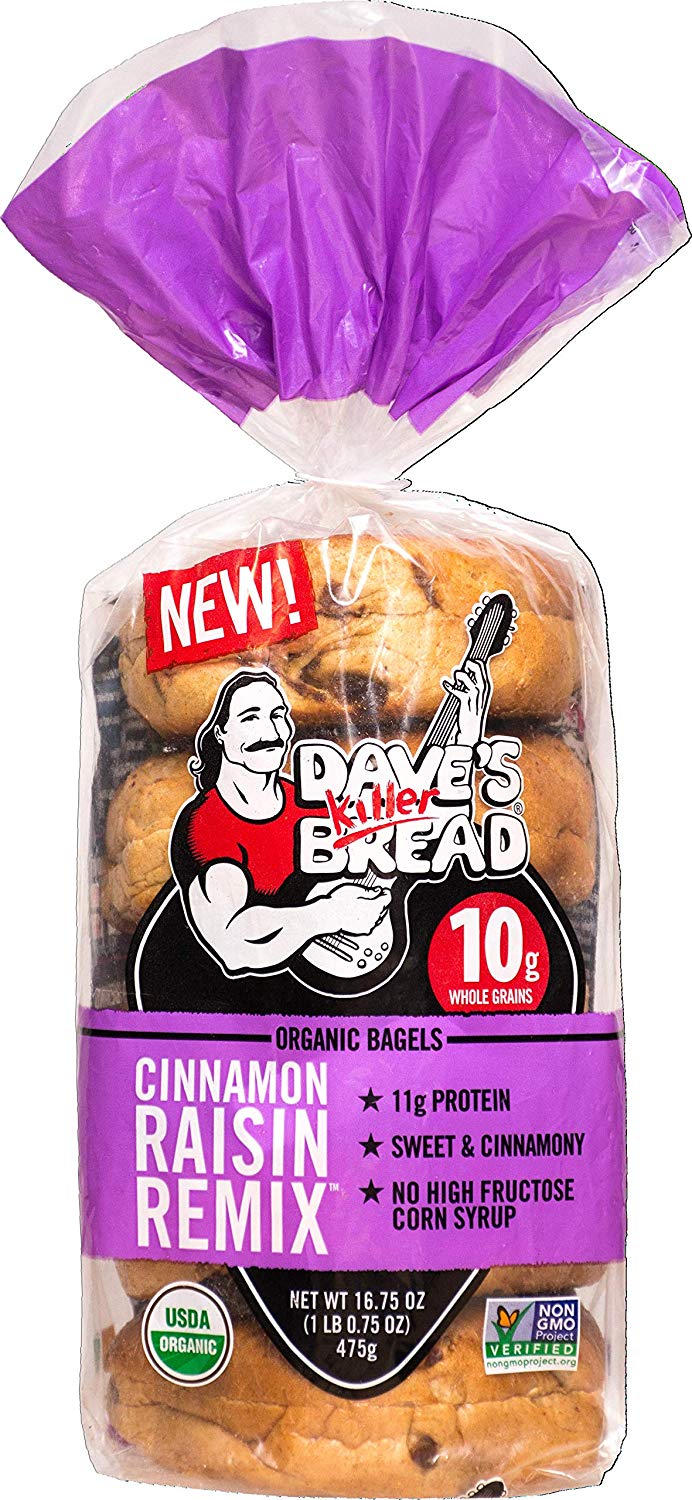 NEW!
DAVE'S
Killer
BREAD®
10g
WHOLE GRAINS
ORGANIC BAGELS
CINNAMON
RAISIN
REMIX™
★ 11g PROTEIN
★ SWEET & CINNAMONY
★ NO HIGH FRUCTOSE
CORN SYRUP
NET WT 16.75 OZ
(1 LB 0.75 OZ)
475g
USDA
ORGANIC
NON
GMO
Project
VERIFIED
nongmoproject.org